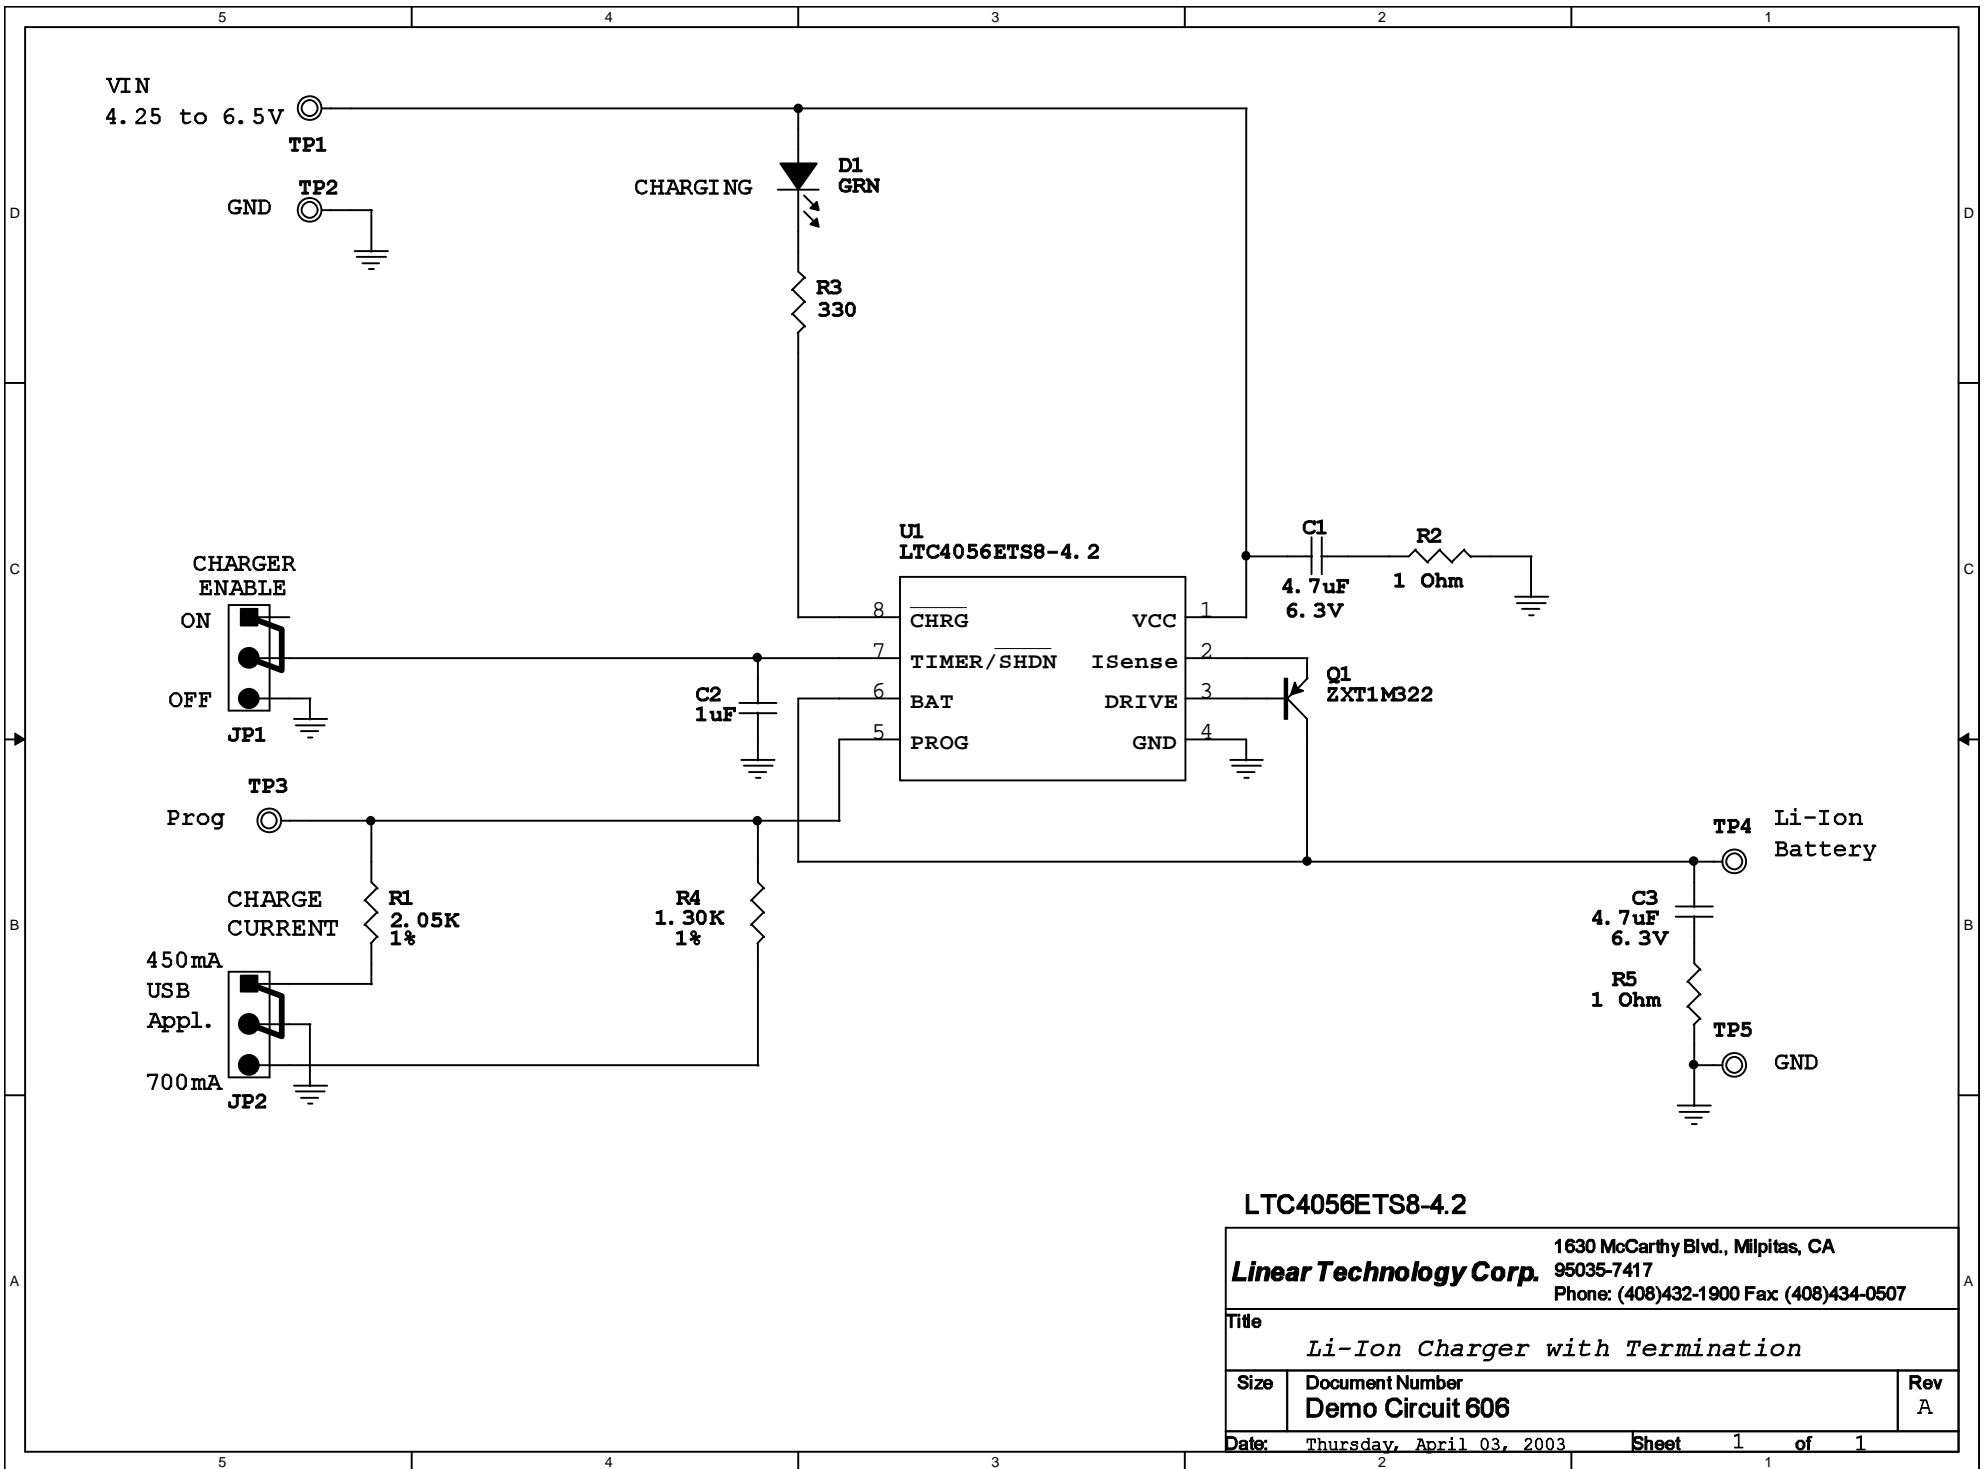 5 4 3 2 1
D D
C C
B B
A A
VIN
4.25 to 6.5V
TP1
TP2
GND
CHARGING
D1
GRN
R3
330
CHARGER
ENABLE
ON
OFF
JP1
C2
1uF
U1
LTC4056ETS8-4.2
8 CHRG
7 TIMER/SHDN
6 BAT
5 PROG
VCC 1
ISense 2
DRIVE 3
GND 4
C1
4.7uF
6.3V
R2
1 Ohm
Q1
ZXT1M322
TP3
Prog
CHARGE
CURRENT
R1
2.05K
1%
R4
1.30K
1%
450mA
USB
Appl.
700mA
JP2
TP4
Li-Ion
Battery
C3
4.7uF
6.3V
R5
1 Ohm
TP5
GND
LTC4056ETS8-4.2
Linear Technology Corp.
1630 McCarthy Blvd., Milpitas, CA
95035-7417
Phone: (408)432-1900 Fax: (408)434-0507
Title
Li-Ion Charger with Termination
Size Document Number Rev
Demo Circuit 606 A
Date: Thursday, April 03, 2003 Sheet 1 of 1
5 4 3 2 1